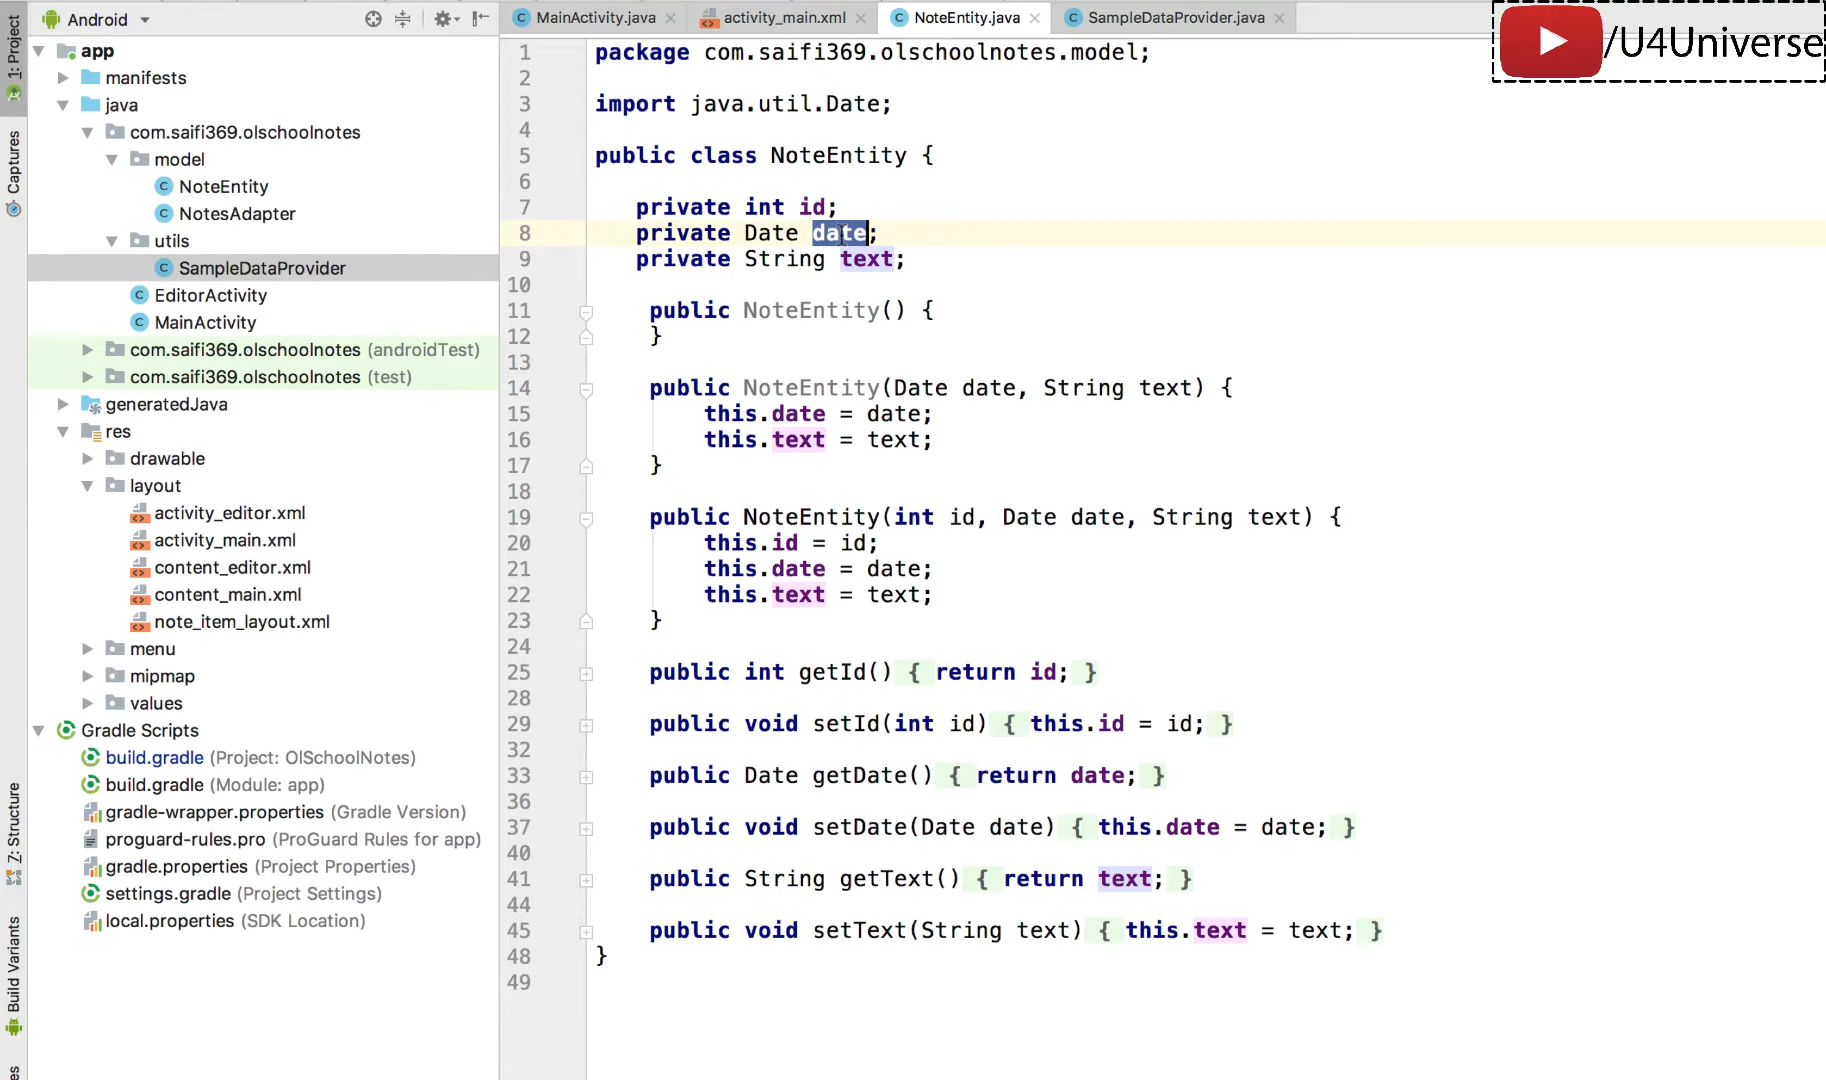 Android
MainActivity.java
activity_main.xml
NoteEntity.java
SampleDataProvider.java
/U4Universe
1: Project
Captures
Z: Structure
Build Variants
es
app
manifests
java
com.saifi369.olschoolnotes
model
NoteEntity
NotesAdapter
utils
SampleDataProvider
EditorActivity
MainActivity
com.saifi369.olschoolnotes (androidTest)
com.saifi369.olschoolnotes (test)
generatedJava
res
drawable
layout
activity_editor.xml
activity_main.xml
content_editor.xml
content_main.xml
note_item_layout.xml
menu
mipmap
values
Gradle Scripts
build.gradle (Project: OlSchoolNotes)
build.gradle (Module: app)
gradle-wrapper.properties (Gradle Version)
proguard-rules.pro (ProGuard Rules for app)
gradle.properties (Project Properties)
settings.gradle (Project Settings)
local.properties (SDK Location)
1 package com.saifi369.olschoolnotes.model;
2
3 import java.util.Date;
4
5 public class NoteEntity {
6
7 private int id;
8 private Date date;
9 private String text;
10
11 public NoteEntity() {
12 }
13
14 public NoteEntity(Date date, String text) {
15 this.date = date;
16 this.text = text;
17 }
18
19 public NoteEntity(int id, Date date, String text) {
20 this.id = id;
21 this.date = date;
22 this.text = text;
23 }
24
25 public int getId() { return id; }
28
29 public void setId(int id) { this.id = id; }
32
33 public Date getDate() { return date; }
36
37 public void setDate(Date date) { this.date = date; }
40
41 public String getText() { return text; }
44
45 public void setText(String text) { this.text = text; }
48 }
49